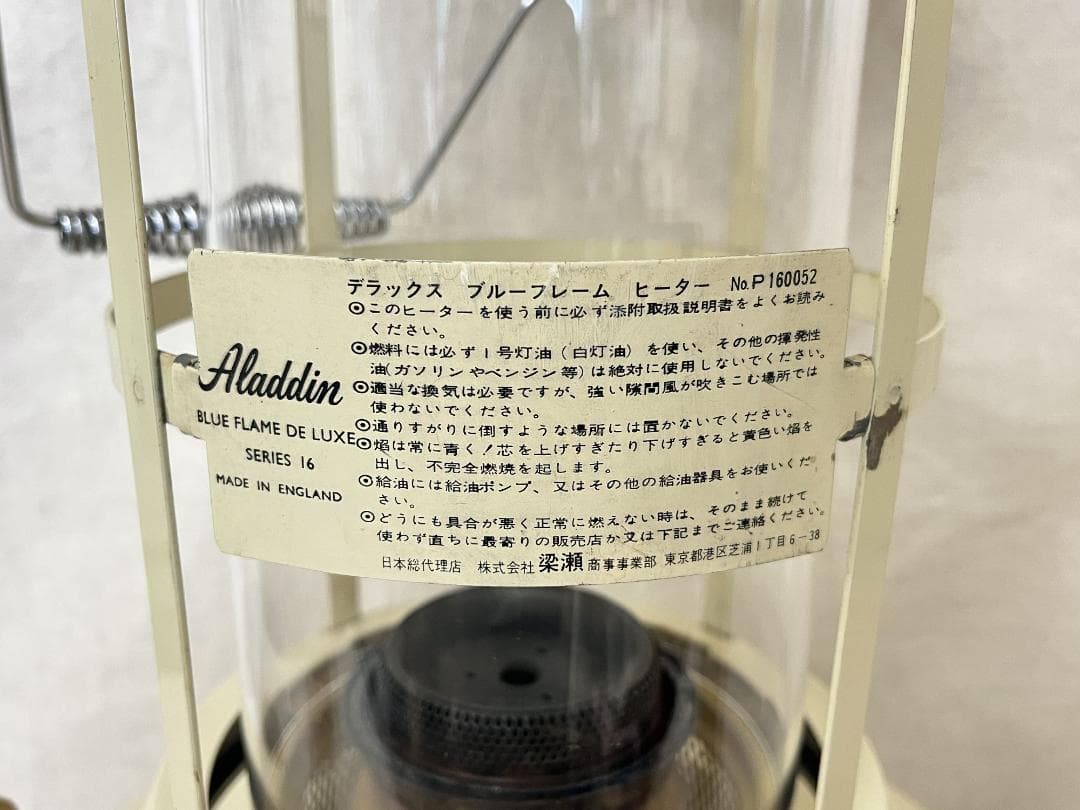 デラックス ブルーフレーム ヒーター No.P160052
◉このヒーターを使う前に必ず添附取扱説明書をよくお読み
ください。
◉燃料には必ず1号灯油(白灯油)を使い、その他の揮発性
油(ガソリンやベンジン等)は絶対に使用しないでください。
◉適当な換気は必要ですが、強い隙間風が吹きこむ場所では
使わないでください。
◉通りすがりに倒すような場所には置かないでください。
◉焰は常に青く!芯を上げすぎたり下げすぎると黄色い焰を
出し、不完全燃焼を起します。
◉給油には給油ポンプ、又はその他の給油器具をお使いくだ
さい。
◉どうにも具合が悪く正常に燃えない時は、そのまま続けて
使わず直ちに最寄りの販売店か又は下記までご連絡ください。
日本総代理店 株式会社 梁瀬 商事事業部 東京都港区芝浦1丁目6-38
Aladdin
BLUE FLAME DE LUXE
SERIES 16
MADE IN ENGLAND